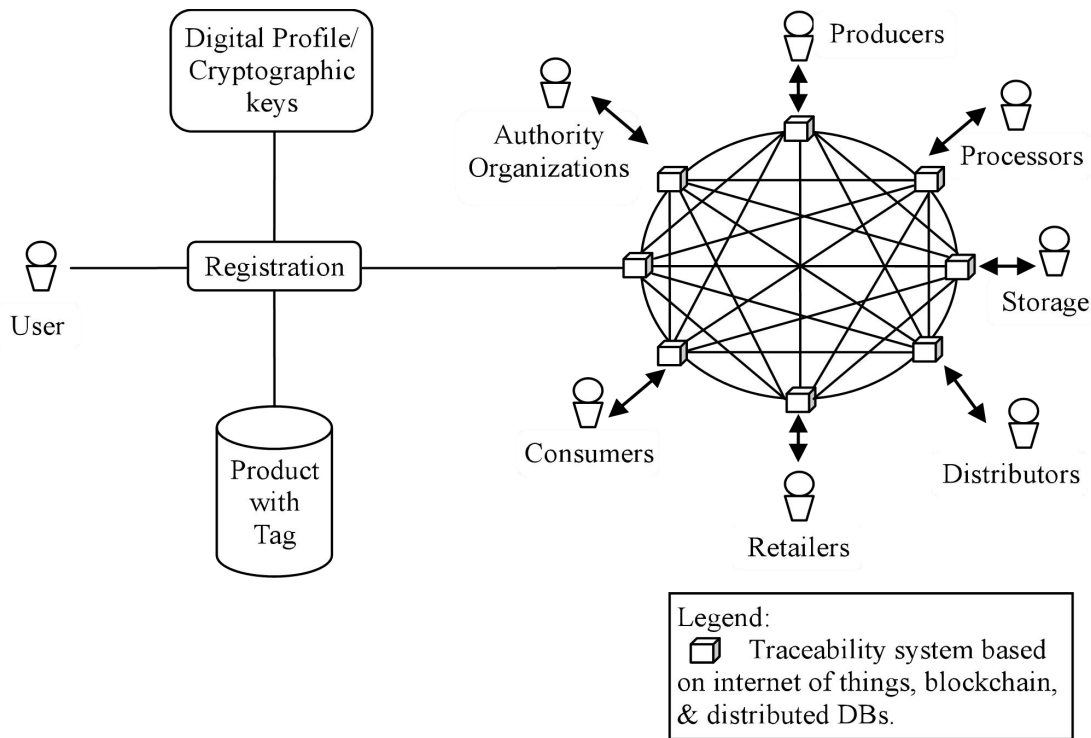 Digital Profile/
Cryptographic
keys
Producers
Authority
Organizations
Processors
Registration
User
Storage
Product
with
Tag
Consumers
Distributors
Retailers
Legend:
Traceability system based
on internet of things, blockchain,
& distributed DBs.